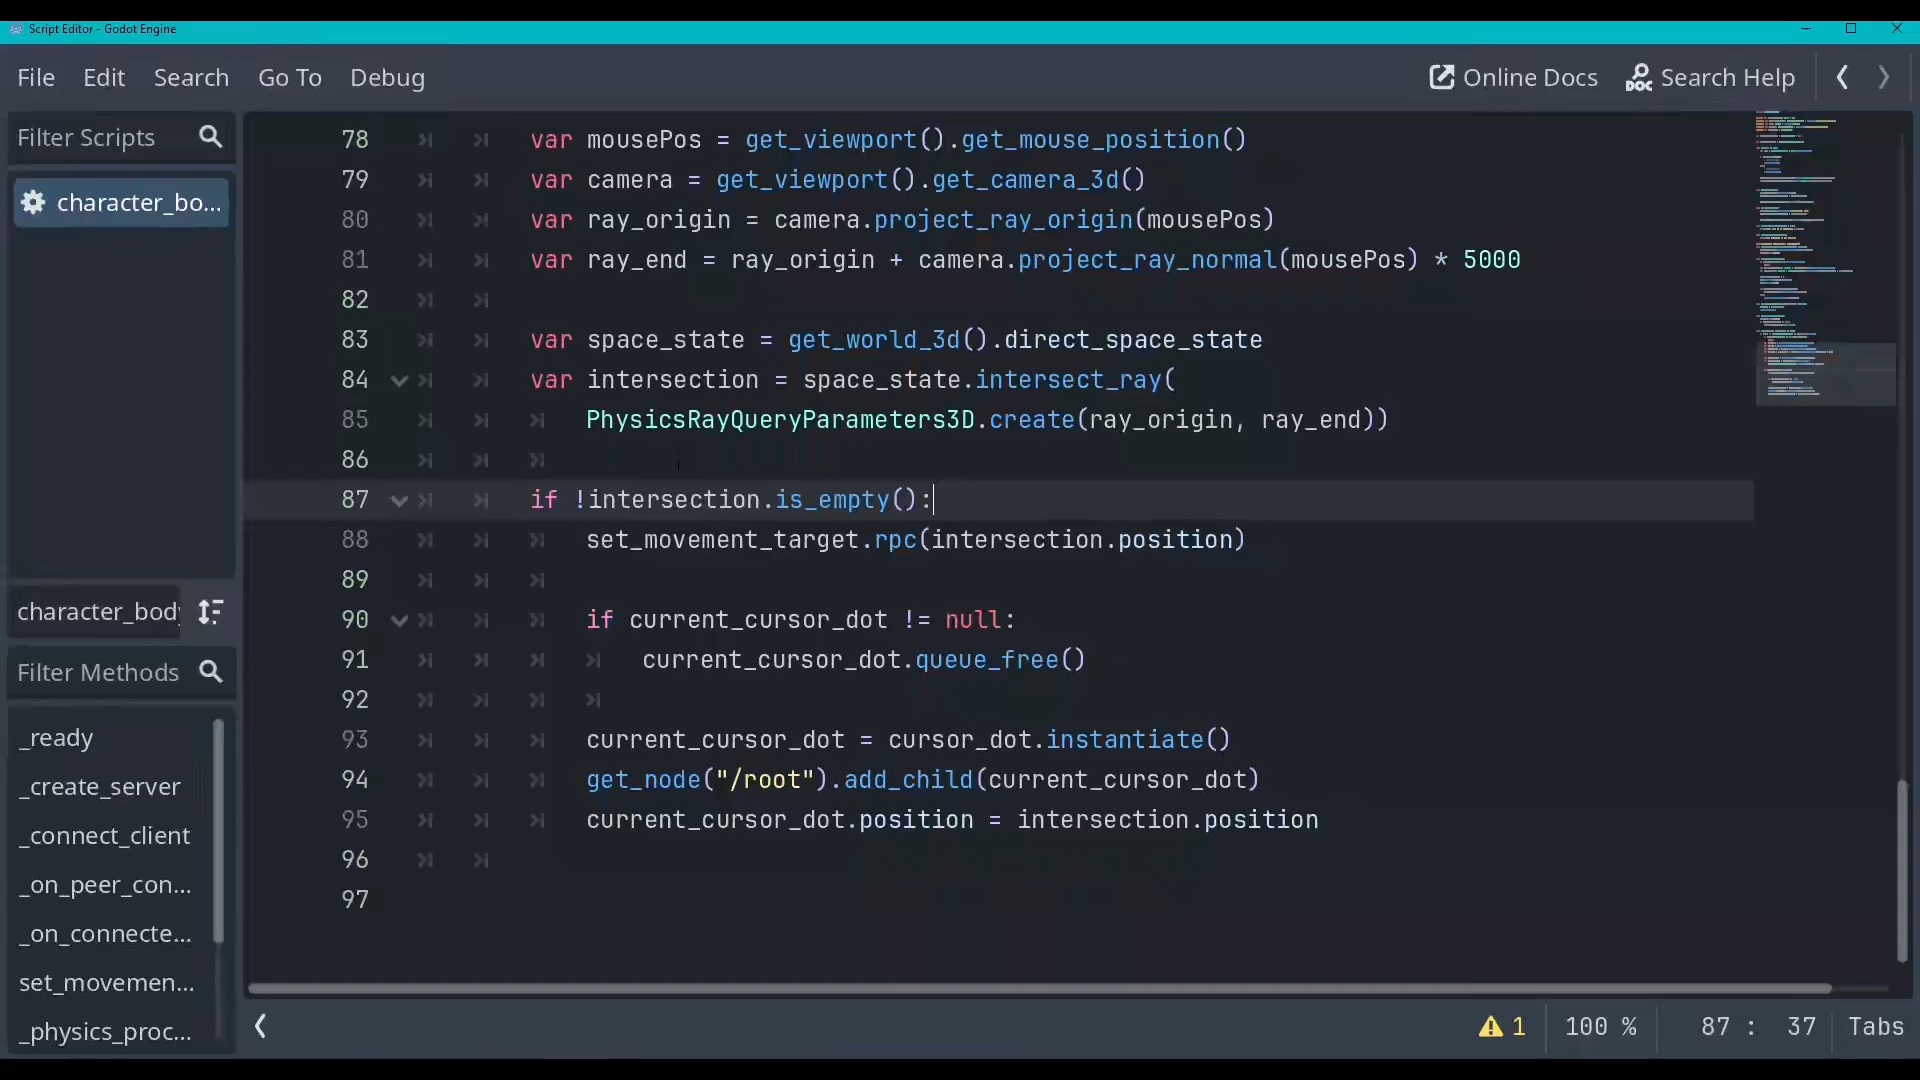 Script Editor - Godot Engine
File Edit Search Go To Debug Online Docs Search Help
Filter Scripts
character_bo...
character_body
Filter Methods
_ready
_create_server
_connect_client
_on_peer_con...
_on_connecte...
set_movemen...
_physics_proc...
78 var mousePos = get_viewport().get_mouse_position()
79 var camera = get_viewport().get_camera_3d()
80 var ray_origin = camera.project_ray_origin(mousePos)
81 var ray_end = ray_origin + camera.project_ray_normal(mousePos) * 5000
82
83 var space_state = get_world_3d().direct_space_state
84 var intersection = space_state.intersect_ray(
85 PhysicsRayQueryParameters3D.create(ray_origin, ray_end))
86
87 if !intersection.is_empty():
88 set_movement_target.rpc(intersection.position)
89
90 if current_cursor_dot != null:
91 current_cursor_dot.queue_free()
92
93 current_cursor_dot = cursor_dot.instantiate()
94 get_node("/root").add_child(current_cursor_dot)
95 current_cursor_dot.position = intersection.position
96
97
1 100 % 87 : 37 Tabs